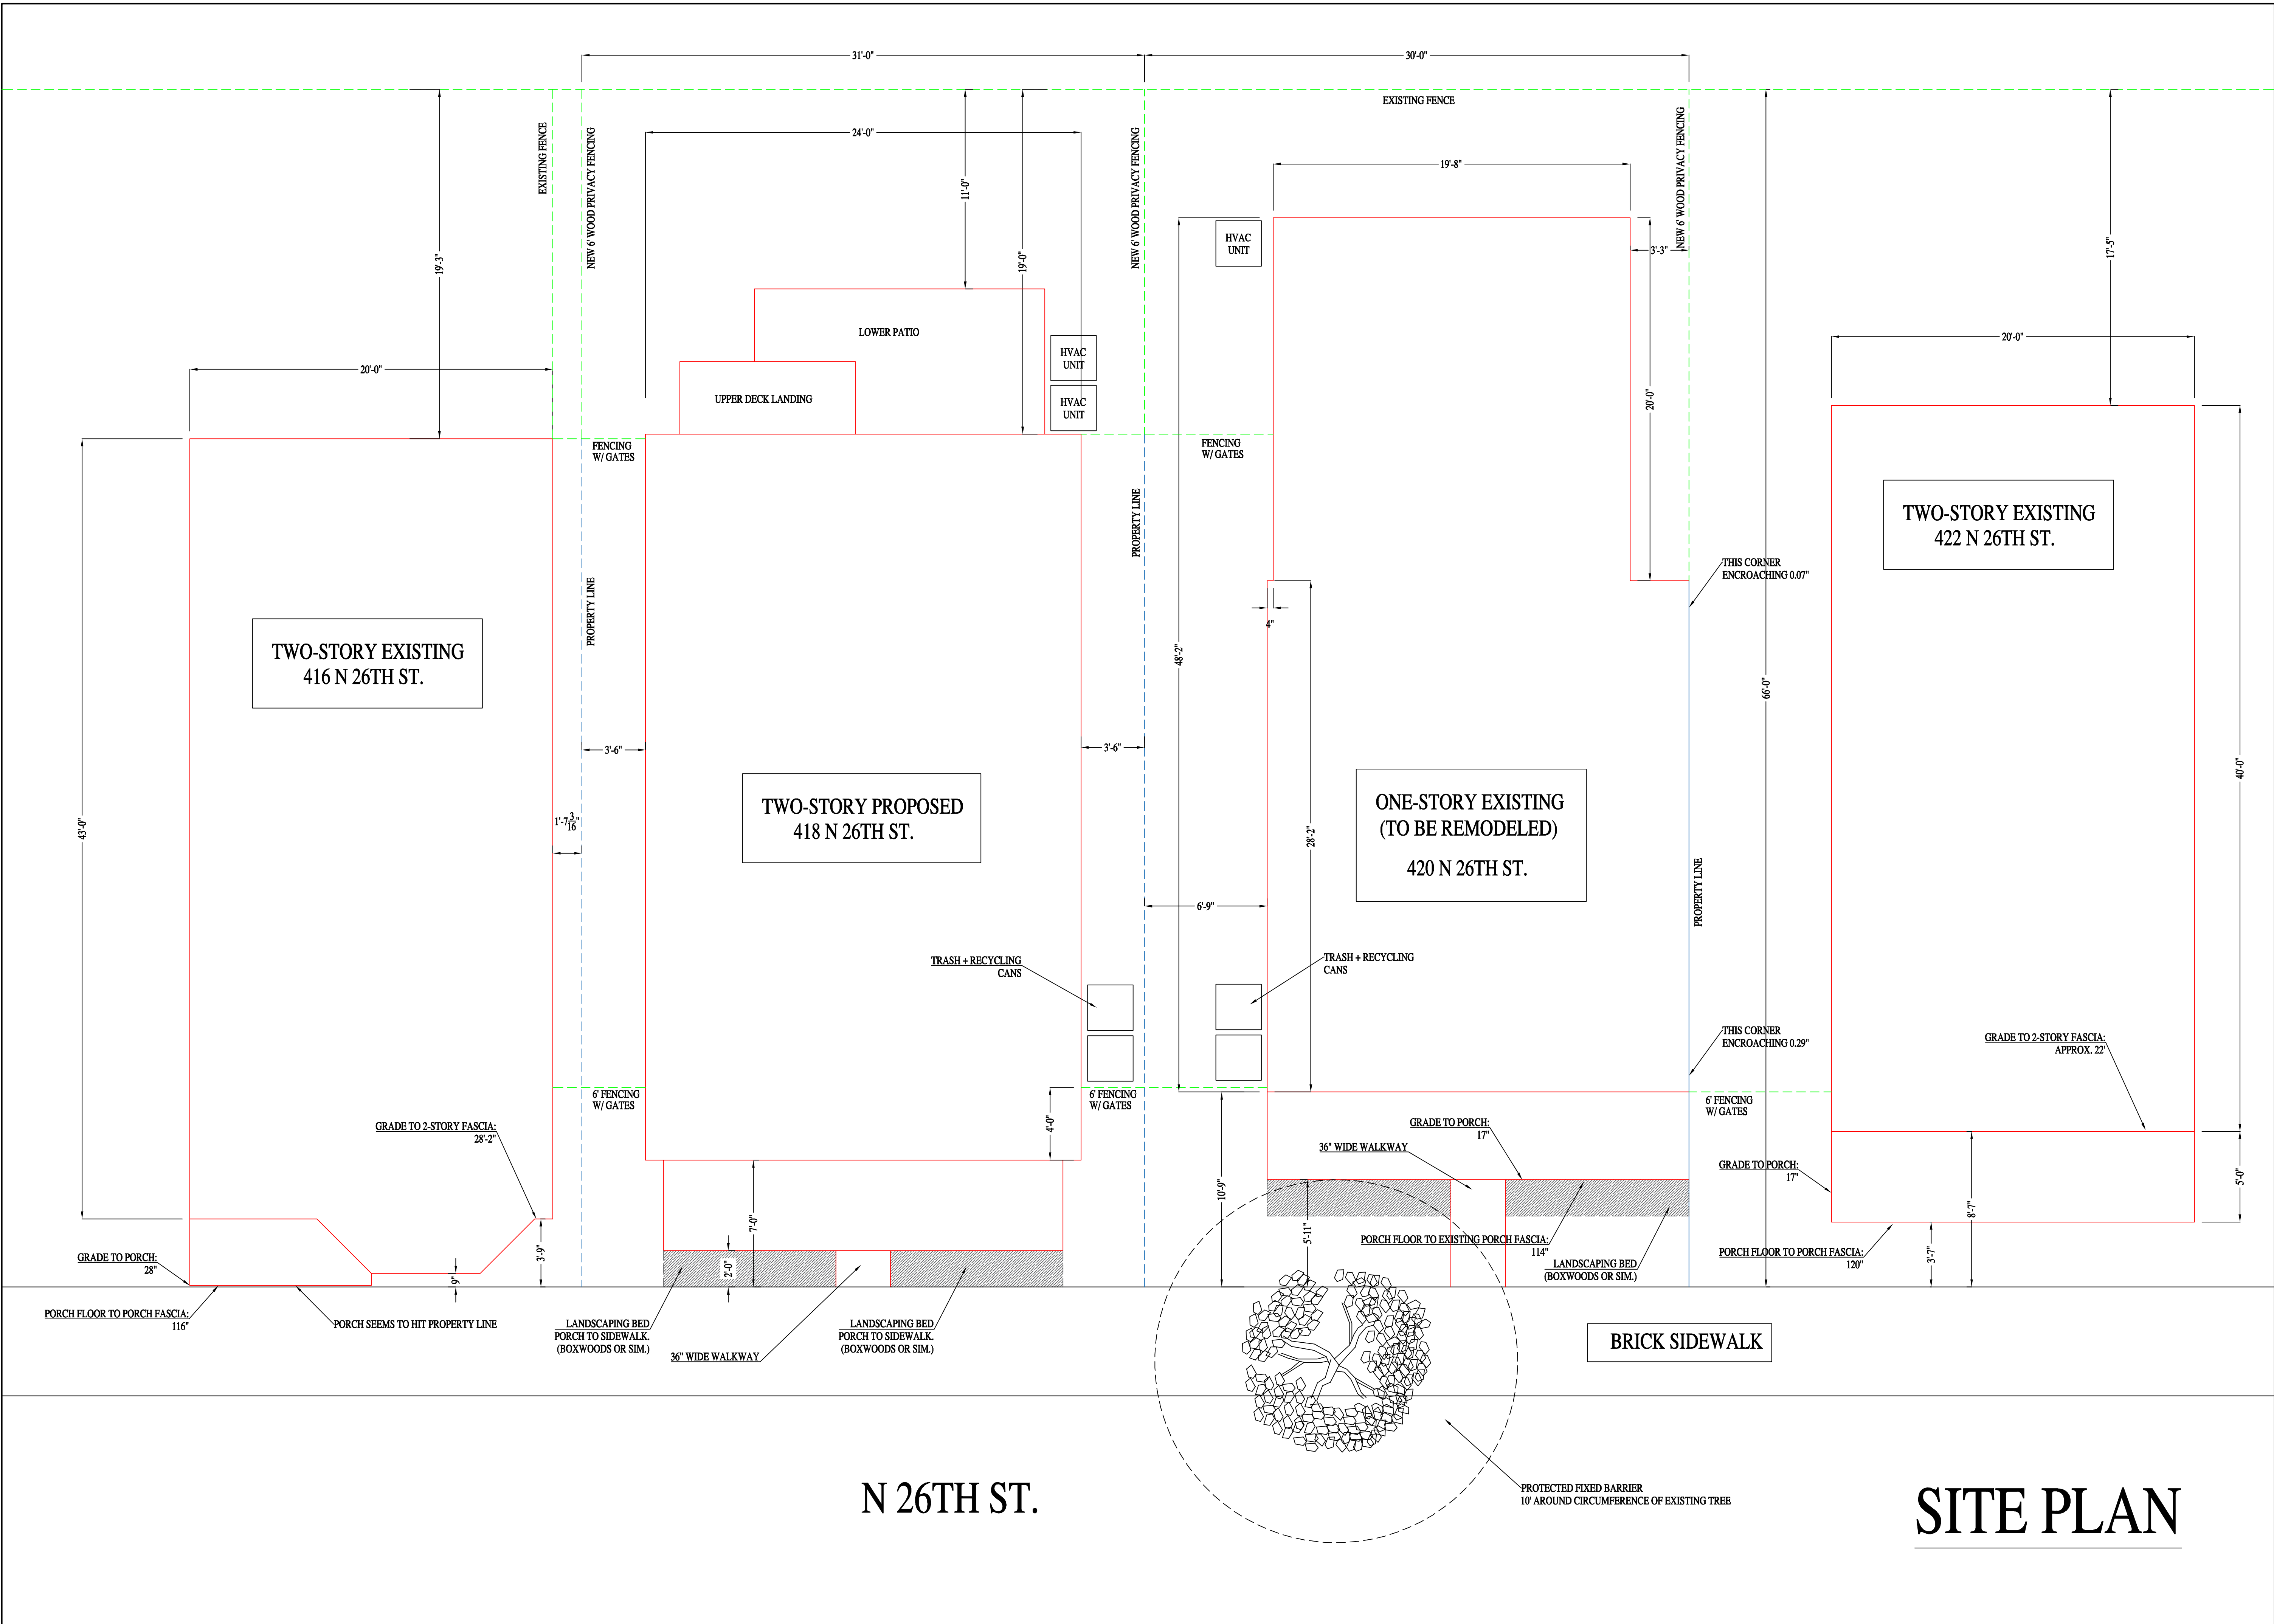 31'-0"
30'-0"
EXISTING FENCE
24'-0"
19'-8"
EXISTING FENCE
NEW 6' WOOD PRIVACY FENCING
NEW 6' WOOD PRIVACY FENCING
NEW 6' WOOD PRIVACY FENCING
11'-0"
19'-3"
19'-0"
17'-5"
HVAC
UNIT
3'-3"
LOWER PATIO
20'-0"
HVAC
UNIT
20'-0"
20'-0"
UPPER DECK LANDING
HVAC
UNIT
FENCING
W/ GATES
FENCING
W/ GATES
TWO-STORY EXISTING
422 N 26TH ST.
PROPERTY LINE
THIS CORNER
ENCROACHING 0.07"
PROPERTY LINE
4"
TWO-STORY EXISTING
416 N 26TH ST.
48'-2"
66'-0"
3'-6"
3'-6"
40'-0"
TWO-STORY PROPOSED
418 N 26TH ST.
ONE-STORY EXISTING
(TO BE REMODELED)
420 N 26TH ST.
43'-0"
1'-7 3/16"
28'-2"
PROPERTY LINE
6'-9"
TRASH + RECYCLING
CANS
TRASH + RECYCLING
CANS
THIS CORNER
ENCROACHING 0.29"
GRADE TO 2-STORY FASCIA:
APPROX. 22'
6' FENCING
W/ GATES
6' FENCING
W/ GATES
6' FENCING
W/ GATES
4'-0"
GRADE TO 2-STORY FASCIA:
28'-2"
GRADE TO PORCH:
17"
36" WIDE WALKWAY
GRADE TO PORCH:
17"
5'-0"
10'-9"
8'-7"
7'-0"
5'-11"
PORCH FLOOR TO EXISTING PORCH FASCIA:
114"
PORCH FLOOR TO PORCH FASCIA:
120"
3'-7"
GRADE TO PORCH:
28"
3'-9"
9"
2'-0"
LANDSCAPING BED
(BOXWOODS OR SIM.)
PORCH FLOOR TO PORCH FASCIA:
116"
PORCH SEEMS TO HIT PROPERTY LINE
LANDSCAPING BED
PORCH TO SIDEWALK.
(BOXWOODS OR SIM.)
36" WIDE WALKWAY
LANDSCAPING BED
PORCH TO SIDEWALK.
(BOXWOODS OR SIM.)
BRICK SIDEWALK
N 26TH ST.
PROTECTED FIXED BARRIER
10' AROUND CIRCUMFERENCE OF EXISTING TREE
SITE PLAN